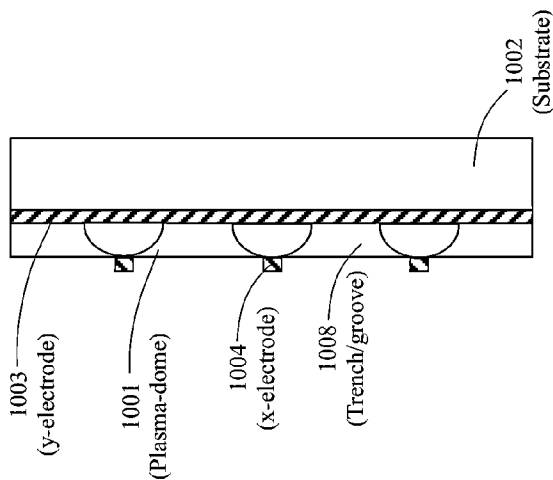 1003
(y-electrode)
1001
(Plasma-dome)
1004
(x-electrode)
1008
(Trench/groove)
1002
(Substrate)